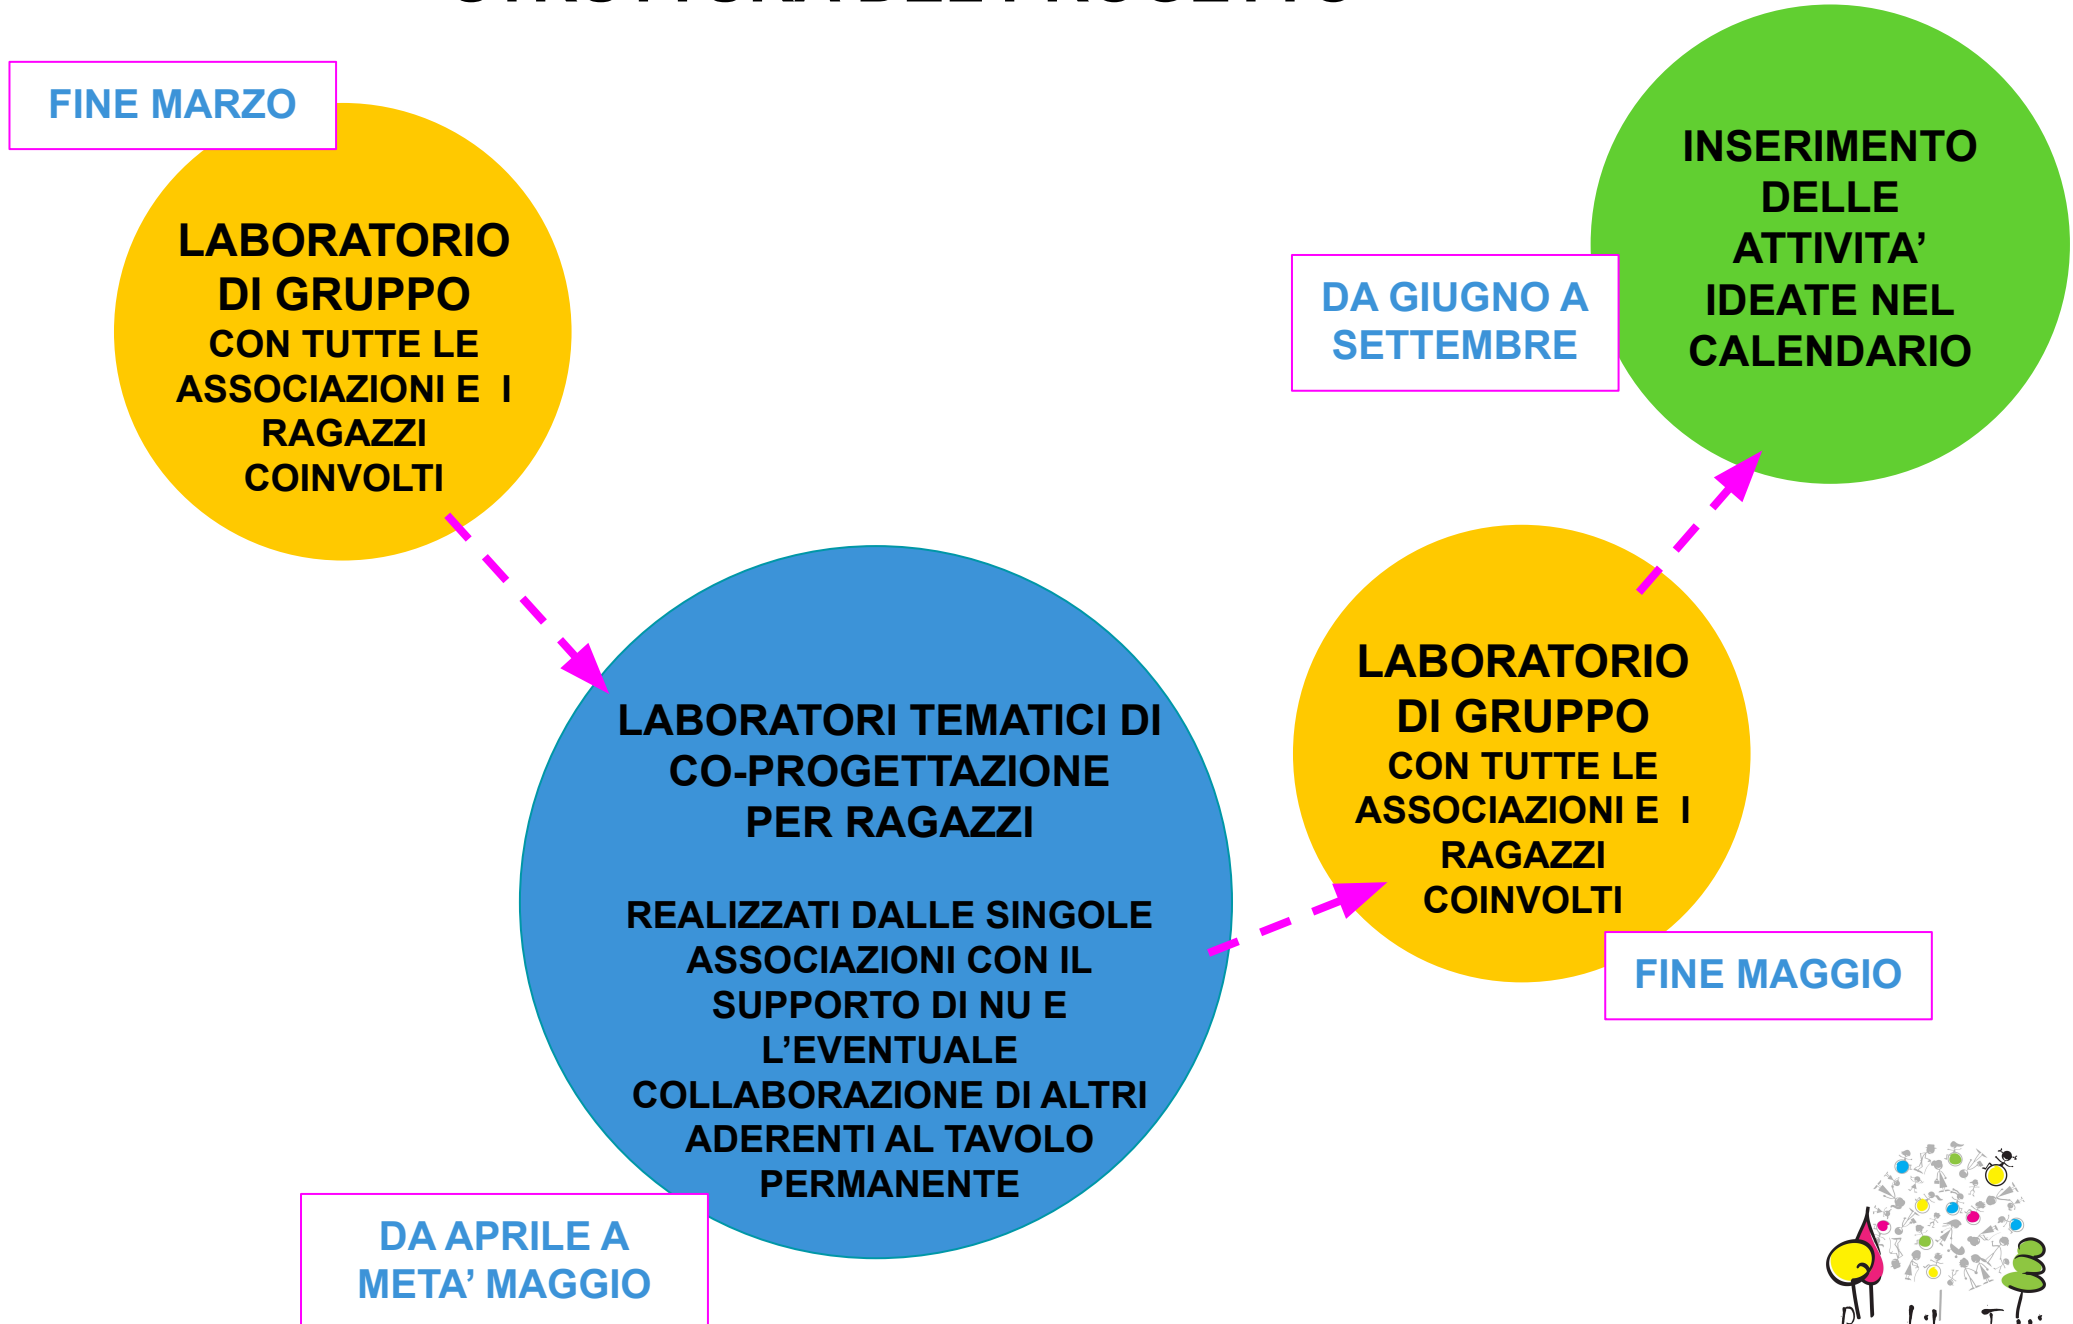 STRUTTURA DEL PROGETTO
FINE MARZO
LABORATORIO
DI GRUPPO
CON TUTTE LE
ASSOCIAZIONI E I
RAGAZZI
COINVOLTI
LABORATORI TEMATICI DI
CO-PROGETTAZIONE
PER RAGAZZI
REALIZZATI DALLE SINGOLE
ASSOCIAZIONI CON IL
SUPPORTO DI NU E
L’EVENTUALE
COLLABORAZIONE DI ALTRI
ADERENTI AL TAVOLO
PERMANENTE
DA APRILE A
META’ MAGGIO
LABORATORIO
DI GRUPPO
CON TUTTE LE
ASSOCIAZIONI E I
RAGAZZI
COINVOLTI
FINE MAGGIO
DA GIUGNO A
SETTEMBRE
INSERIMENTO
DELLE
ATTIVITA’
IDEATE NEL
CALENDARIO